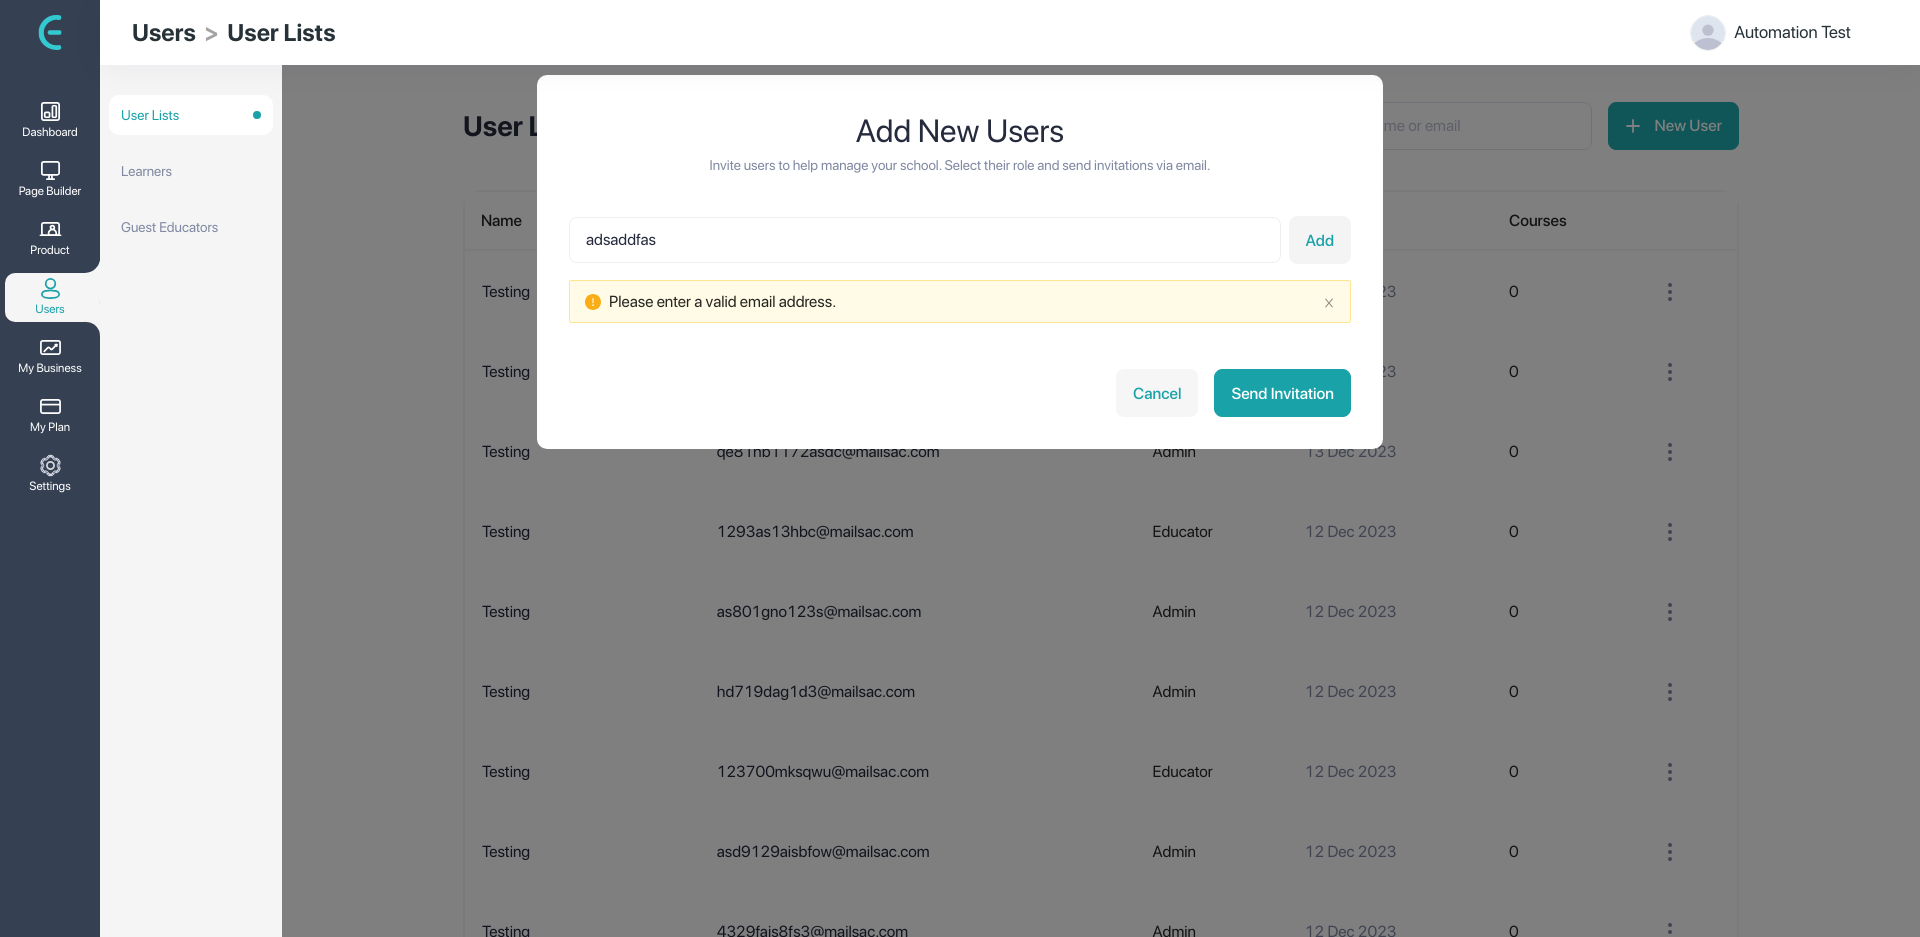 Users > User Lists
Automation Test
Dashboard
Page Builder
Product
Users
My Business
My Plan
Settings
User Lists
Learners
Guest Educators
User L
me or email
+ New User
Add New Users
Invite users to help manage your school. Select their role and send invitations via email.
adsaddfas
Add
Please enter a valid email address.
Cancel
Send Invitation
Name
Courses
Testing 23 0
Testing 23 0
Testing qe81hb1172asdc@mailsac.com Admin 13 Dec 2023 0
Testing 1293as13hbc@mailsac.com Educator 12 Dec 2023 0
Testing as801gno123s@mailsac.com Admin 12 Dec 2023 0
Testing hd719dag1d3@mailsac.com Admin 12 Dec 2023 0
Testing 123700mksqwu@mailsac.com Educator 12 Dec 2023 0
Testing asd9129aisbfow@mailsac.com Admin 12 Dec 2023 0
Testing 4329fais8fs3@mailsac.com Admin 12 Dec 2023 0